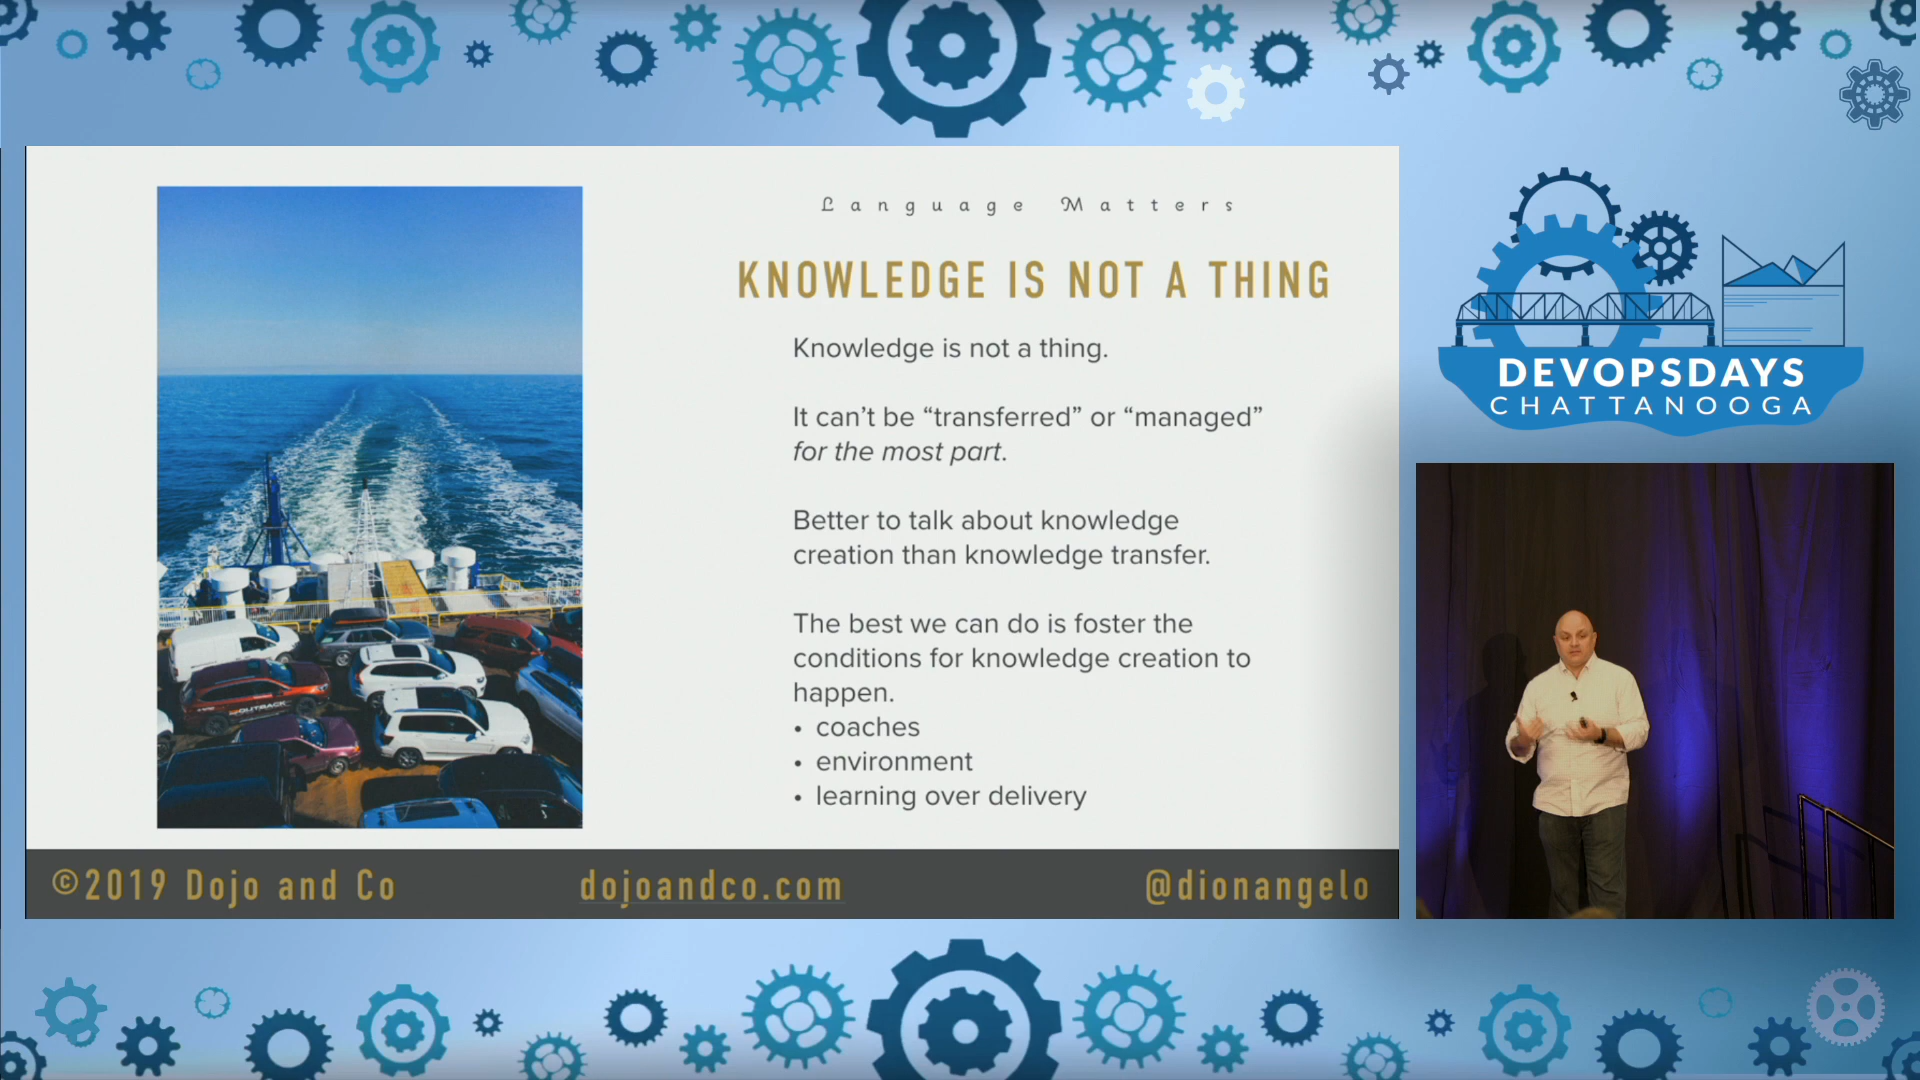 Language Matters
KNOWLEDGE IS NOT A THING
Knowledge is not a thing.
It can’t be “transferred” or “managed”
for the most part.
Better to talk about knowledge
creation than knowledge transfer.
The best we can do is foster the
conditions for knowledge creation to
happen.
• coaches
• environment
• learning over delivery
OUTBACK
©2019 Dojo and Co
dojoandco.com
@dionangelo
DEVOPSDAYS
CHATTANOOGA